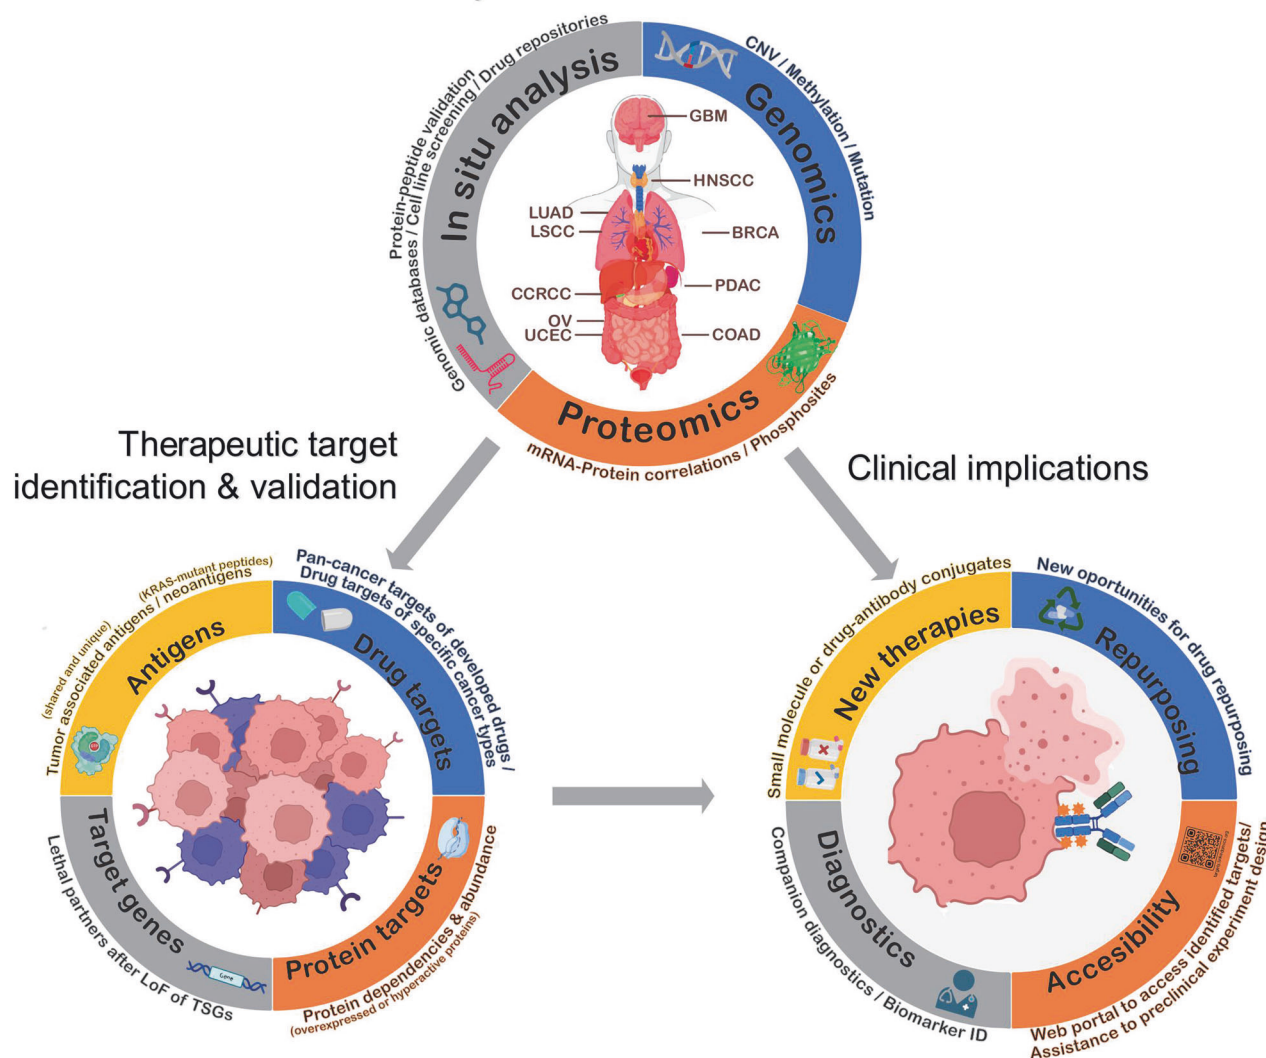 Protein-peptide validation
Genomic databases / Cell line screening / Drug repositories
In situ analysis
Genomics
CNV / Methylation / Mutation
GBM
HNSCC
LUAD
LSCC
BRCA
CCRCC
PDAC
OV
UCEC
COAD
Proteomics
mRNA-Protein correlations / Phosphosites
Therapeutic target
identification & validation
Clinical implications
(shared and unique)
(KRAS-mutant peptides)
Tumor associated antigens / neoantigens
Antigens
Pan-cancer targets of developed drugs /
Drug targets of specific cancer types
Drug targets
Target genes
Lethal partners after LoF of TSGs
Gene
Protein targets
Protein dependencies & abundance
(overexpressed or hyperactive proteins)
Small molecule or drug-antibody conjugates
New therapies
New oportunities for drug repurposing
Repurposing
Diagnostics
Companion diagnostics / Biomarker ID
Accesibility
Web portal to access identified targets/
Assistance to preclinical experiment design